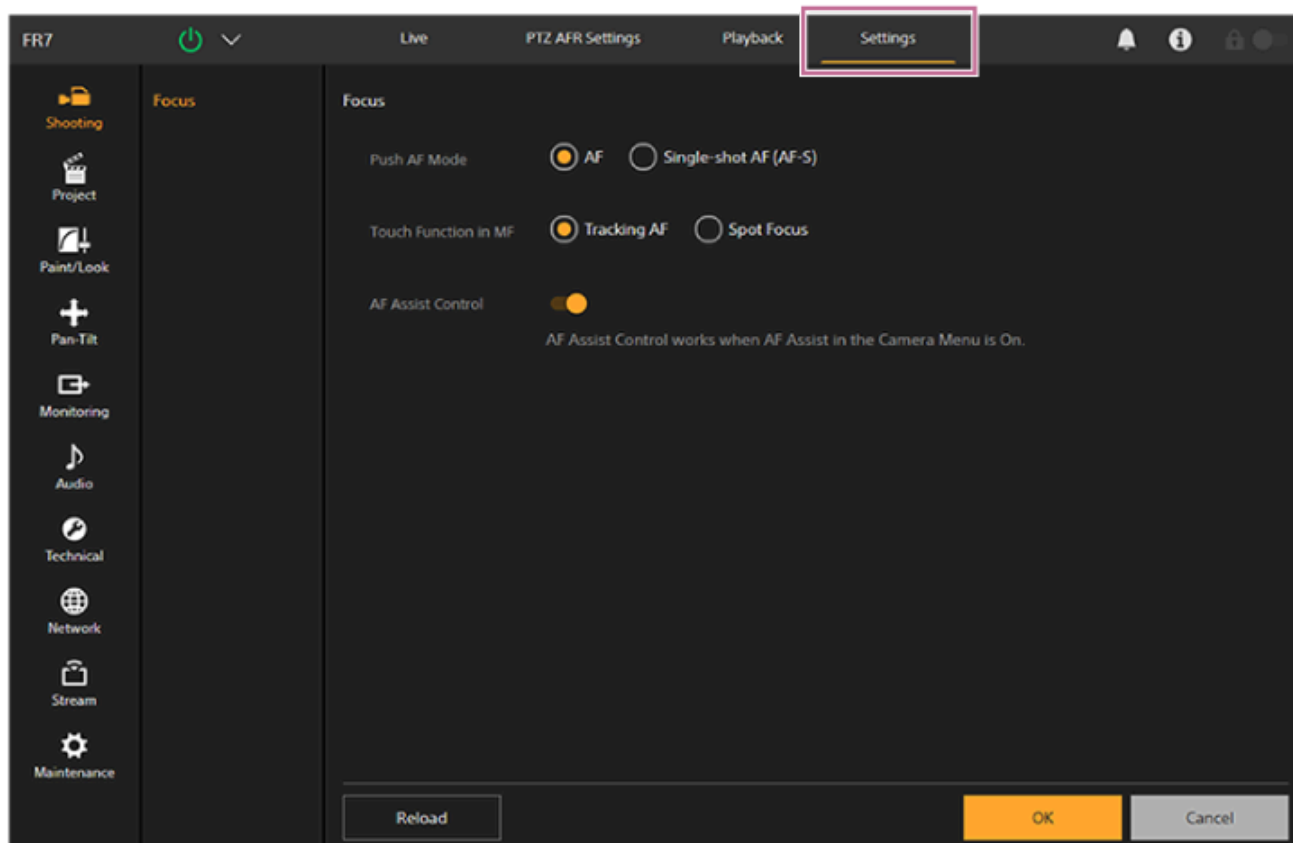 FR7
Live
PTZ AFR Settings
Playback
Settings
Shooting
Project
Paint/Look
Pan-Tilt
Monitoring
Audio
Technical
Network
Stream
Maintenance
Focus
Focus
Push AF Mode
AF
Single-shot AF (AF-S)
Touch Function in MF
Tracking AF
Spot Focus
AF Assist Control
AF Assist Control works when AF Assist in the Camera Menu is On.
Reload
OK
Cancel